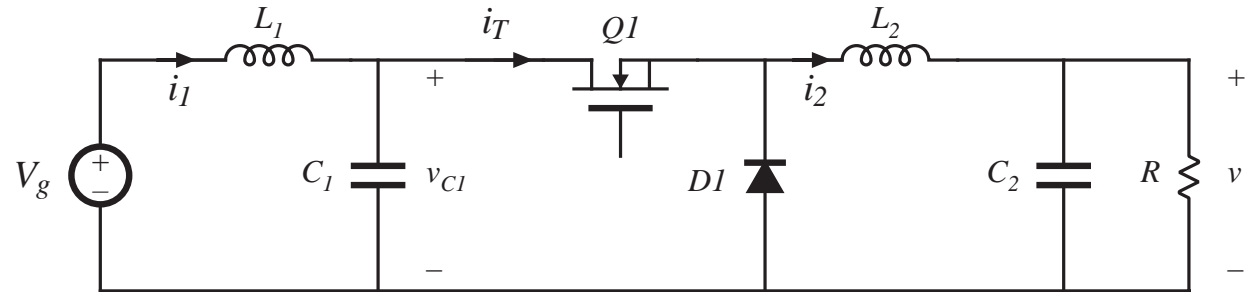 L1
iT
Q1
L2
i1
+
i2
+
Vg
+
−
C1
vC1
D1
C2
R
v
−
−